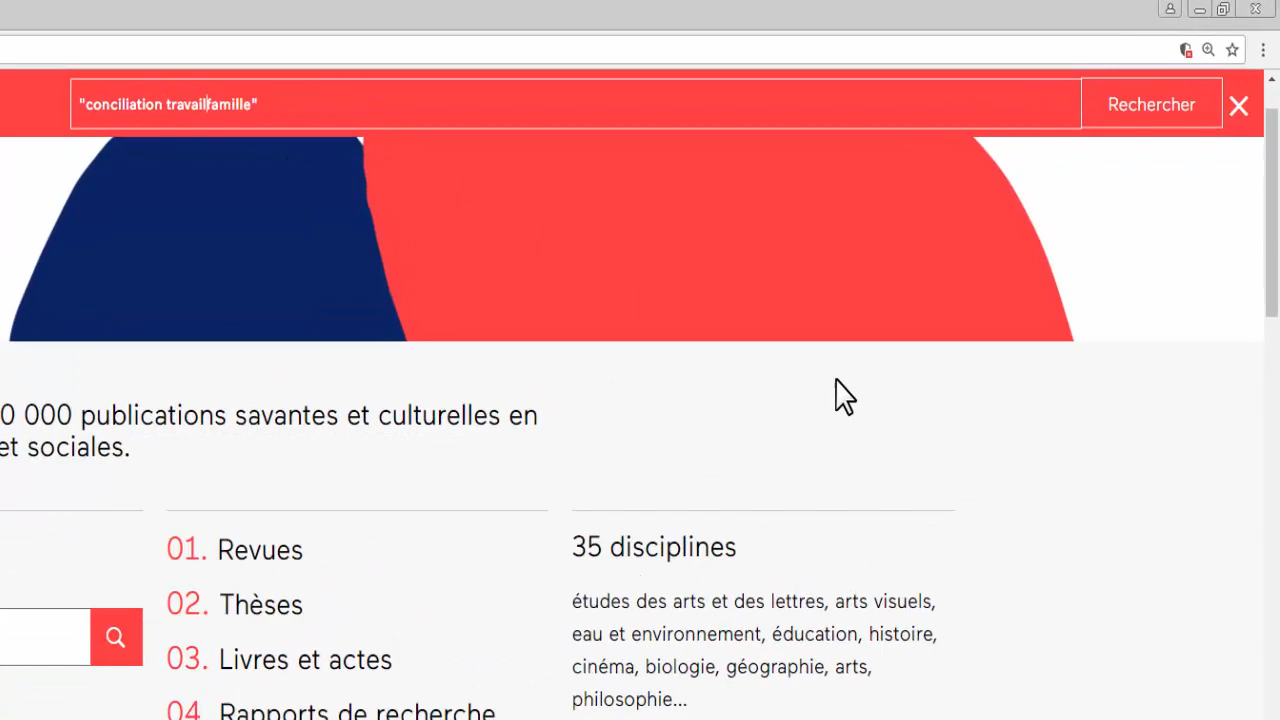 "conciliation travailfamille"
Rechercher
0 000 publications savantes et culturelles en
et sociales.
01. Revues
02. Thèses
03. Livres et actes
04 Rapports de recherche
35 disciplines
études des arts et des lettres, arts visuels,
eau et environnement, éducation, histoire,
cinéma, biologie, géographie, arts,
philosophie...